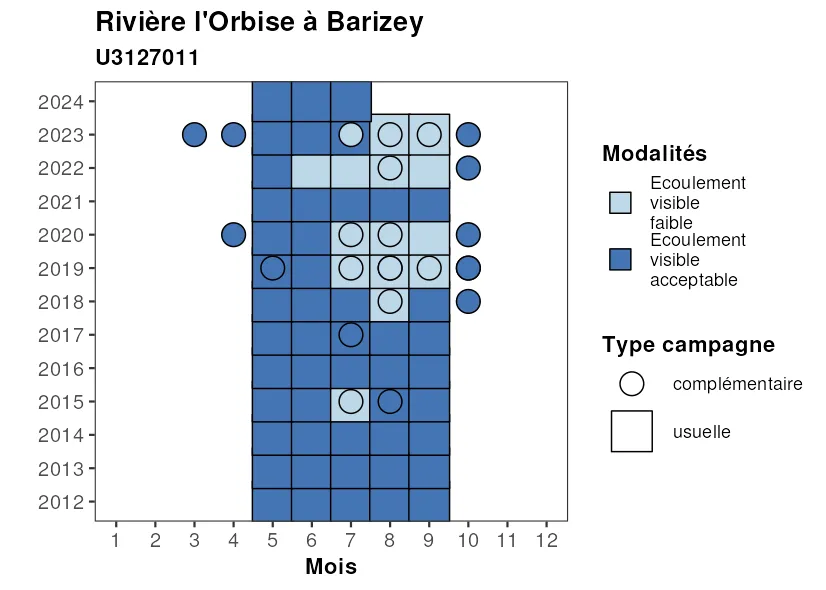 Rivière l'Orbise à Barizey
U3127011
2024
2023
2022
2021
2020
2019
2018
2017
2016
2015
2014
2013
2012
1 2 3 4 5 6 7 8 9 10 11 12
Mois
Modalités
Ecoulement
visible
faible
Ecoulement
visible
acceptable
Type campagne
complémentaire
usuelle